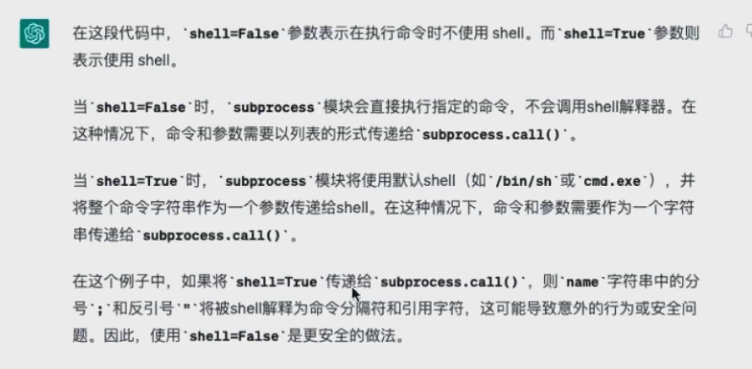 在这段代码中，`shell=False`参数表示在执行命令时不使用 shell。而`shell=True`参数则
表示使用 shell。
当`shell=False`时，`subprocess`模块会直接执行指定的命令，不会调用shell解释器。在
这种情况下，命令和参数需要以列表的形式传递给`subprocess.call()`。
当`shell=True`时，`subprocess`模块将使用默认shell（如`/bin/sh`或`cmd.exe`），并
将整个命令字符串作为一个参数传递给shell。在这种情况下，命令和参数需要作为一个字符
串传递给`subprocess.call()`。
在这个例子中，如果将`shell=True`传递给`subprocess.call()`，则`name`字符串中的分
号`;`和反引号`"`将被shell解释为命令分隔符和引用字符，这可能导致意外的行为或安全问
题。因此，使用`shell=False`是更安全的做法。